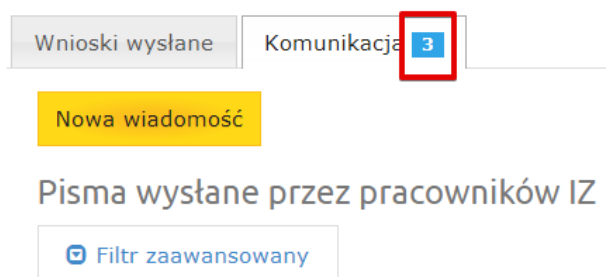 Wnioski wysłane Komunikacja 3
Nowa wiadomość
Pisma wysłane przez pracowników IZ
Filtr zaawansowany